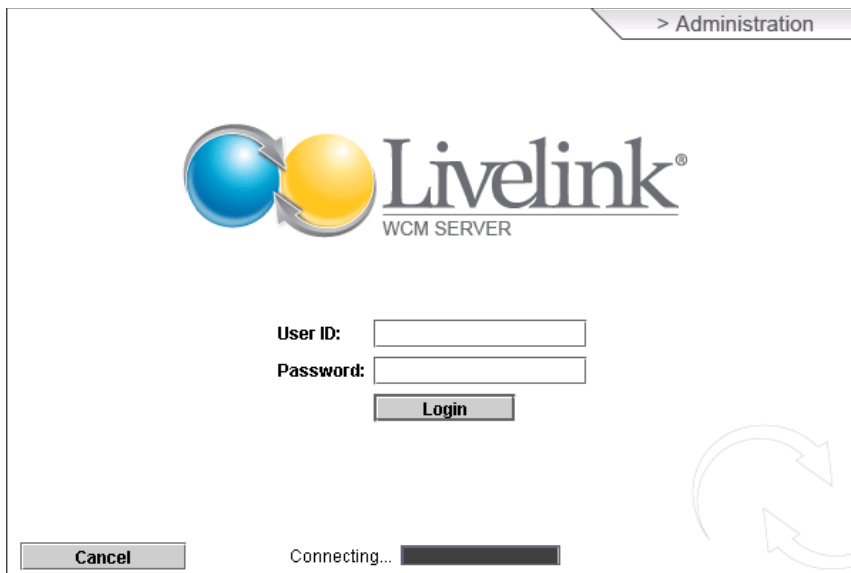 > Administration
Livelink®
WCM SERVER
User ID:
Password:
Login
Cancel
Connecting...